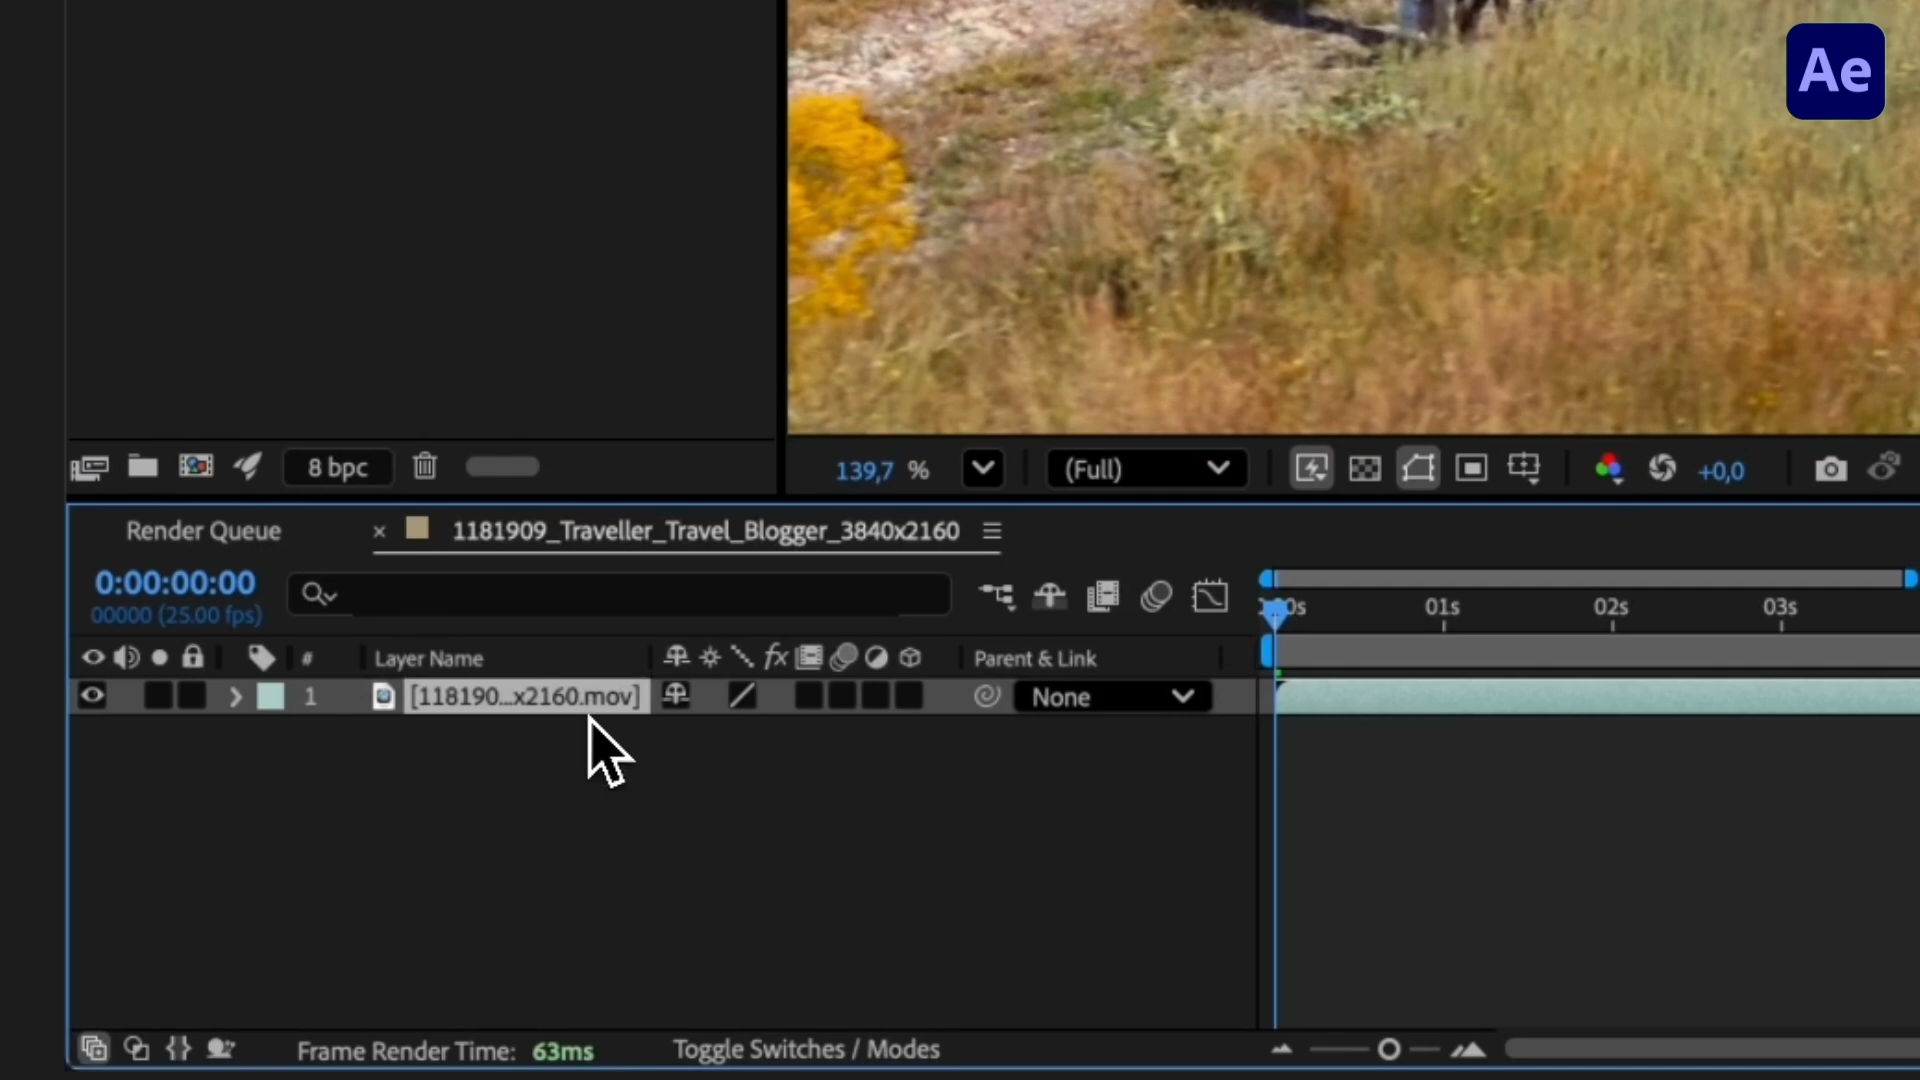 Ae
8 bpc
139,7 %
(Full)
+0,0
Render Queue
× 1181909_Traveller_Travel_Blogger_3840x2160
0:00:00:00
00000 (25.00 fps)
01s
02s
03s
#
Layer Name
fx
Parent & Link
1
[118190...x2160.mov]
None
Frame Render Time: 63ms
Toggle Switches / Modes